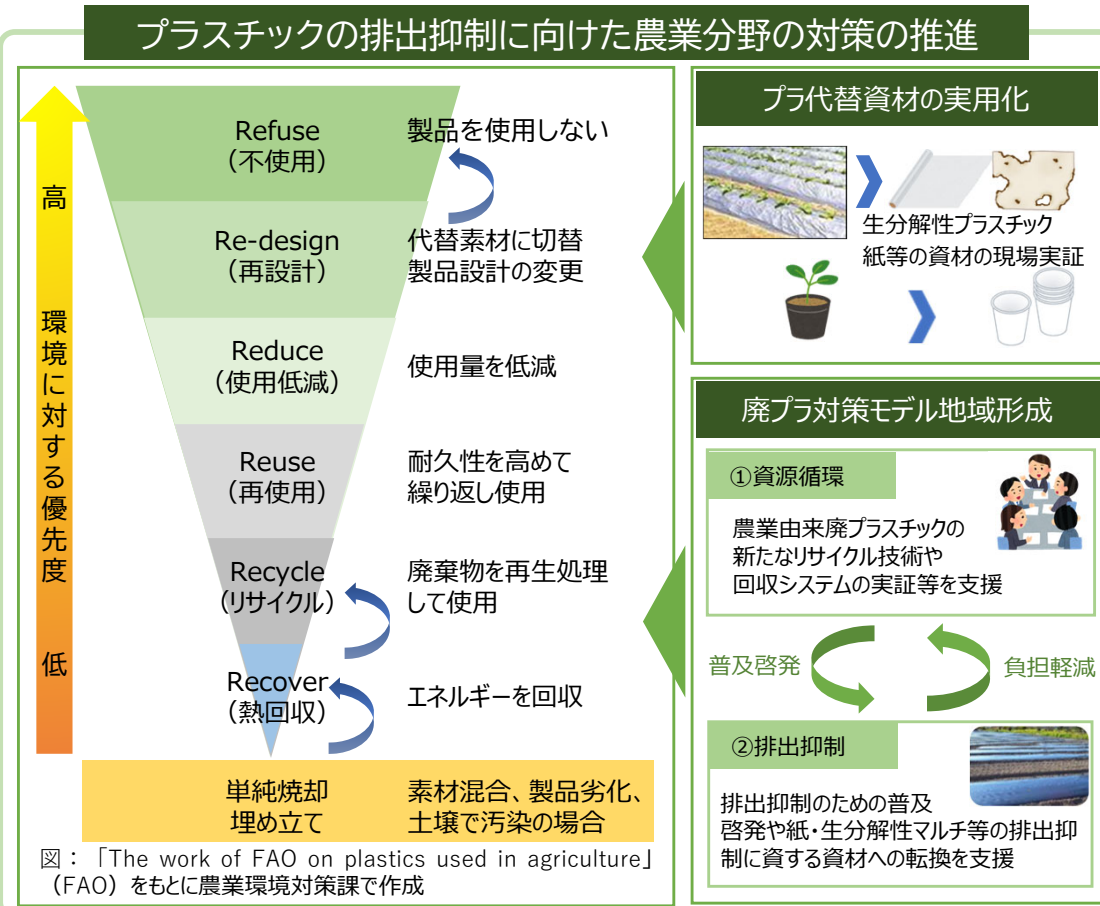 プラスチックの排出抑制に向けた農業分野の対策の推進
高
環境に対する優先度
低
Refuse
（不使用）
製品を使用しない
Re-design
（再設計）
代替素材に切替
製品設計の変更
Reduce
（使用低減）
使用量を低減
Reuse
（再使用）
耐久性を高めて
繰り返し使用
Recycle
（リサイクル）
廃棄物を再生処理
して使用
Recover
（熱回収）
エネルギーを回収
単純焼却
埋め立て
素材混合、製品劣化、
土壌で汚染の場合
図：「The work of FAO on plastics used in agriculture」
（FAO）をもとに農業環境対策課で作成
プラ代替資材の実用化
生分解性プラスチック
紙等の資材の現場実証
廃プラ対策モデル地域形成
①資源循環
農業由来廃プラスチックの
新たなリサイクル技術や
回収システムの実証等を支援
普及啓発
負担軽減
②排出抑制
排出抑制のための普及
啓発や紙・生分解性マルチ等の排出抑
制に資する資材への転換を支援